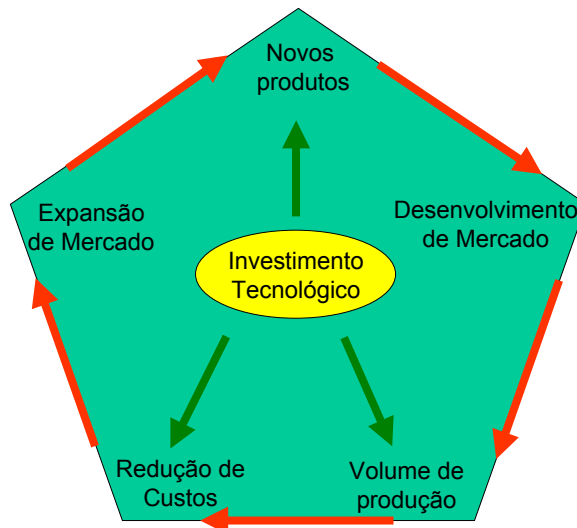 Novos
produtos
Expansão
de Mercado
Desenvolvimento
de Mercado
Investimento
Tecnológico
Redução de
Custos
Volume de
produção